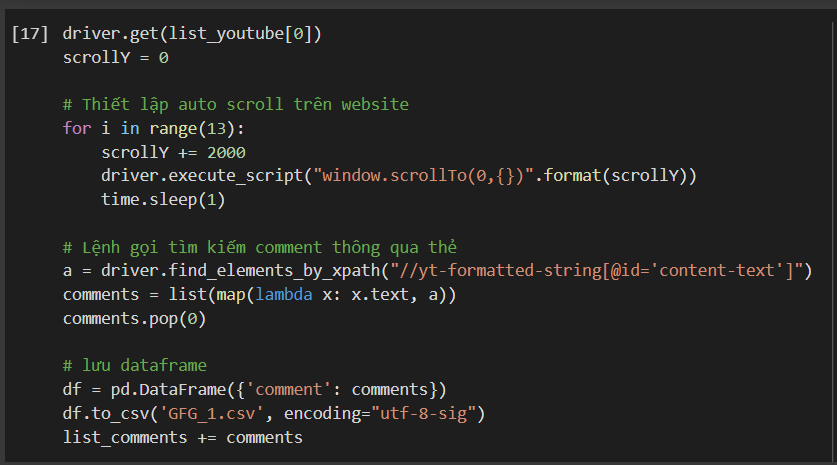 [17] driver.get(list_youtube[0])
scrollY = 0
# Thiết lập auto scroll trên website
for i in range(13):
    scrollY += 2000
    driver.execute_script("window.scrollTo(0,{})".format(scrollY))
    time.sleep(1)
# Lệnh gọi tìm kiếm comment thông qua thẻ
a = driver.find_elements_by_xpath("//yt-formatted-string[@id='content-text']")
comments = list(map(lambda x: x.text, a))
comments.pop(0)
# lưu dataframe
df = pd.DataFrame({'comment': comments})
df.to_csv('GFG_1.csv', encoding="utf-8-sig")
list_comments += comments